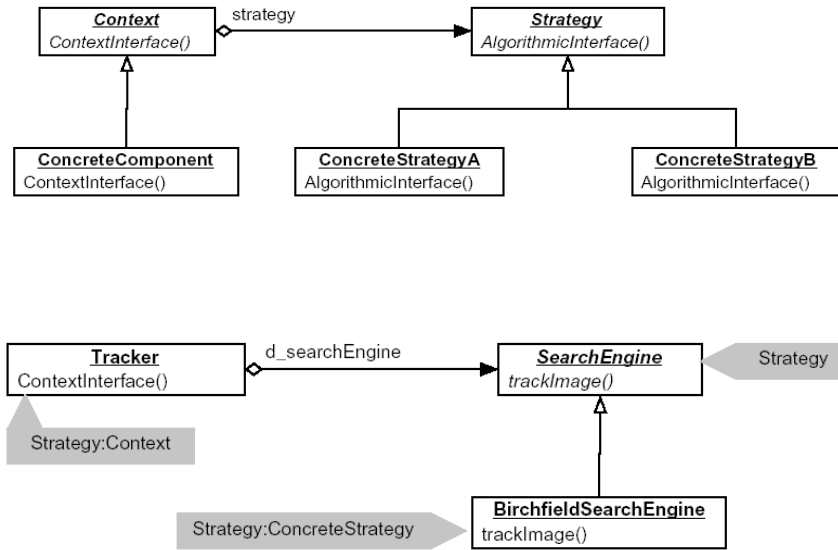 Context
ContextInterface()
strategy
Strategy
AlgorithmicInterface()
ConcreteComponent
ContextInterface()
ConcreteStrategyA
AlgorithmicInterface()
ConcreteStrategyB
AlgorithmicInterface()
Tracker
ContextInterface()
d_searchEngine
SearchEngine
trackImage()
Strategy
Strategy:Context
Strategy:ConcreteStrategy
BirchfieldSearchEngine
trackImage()